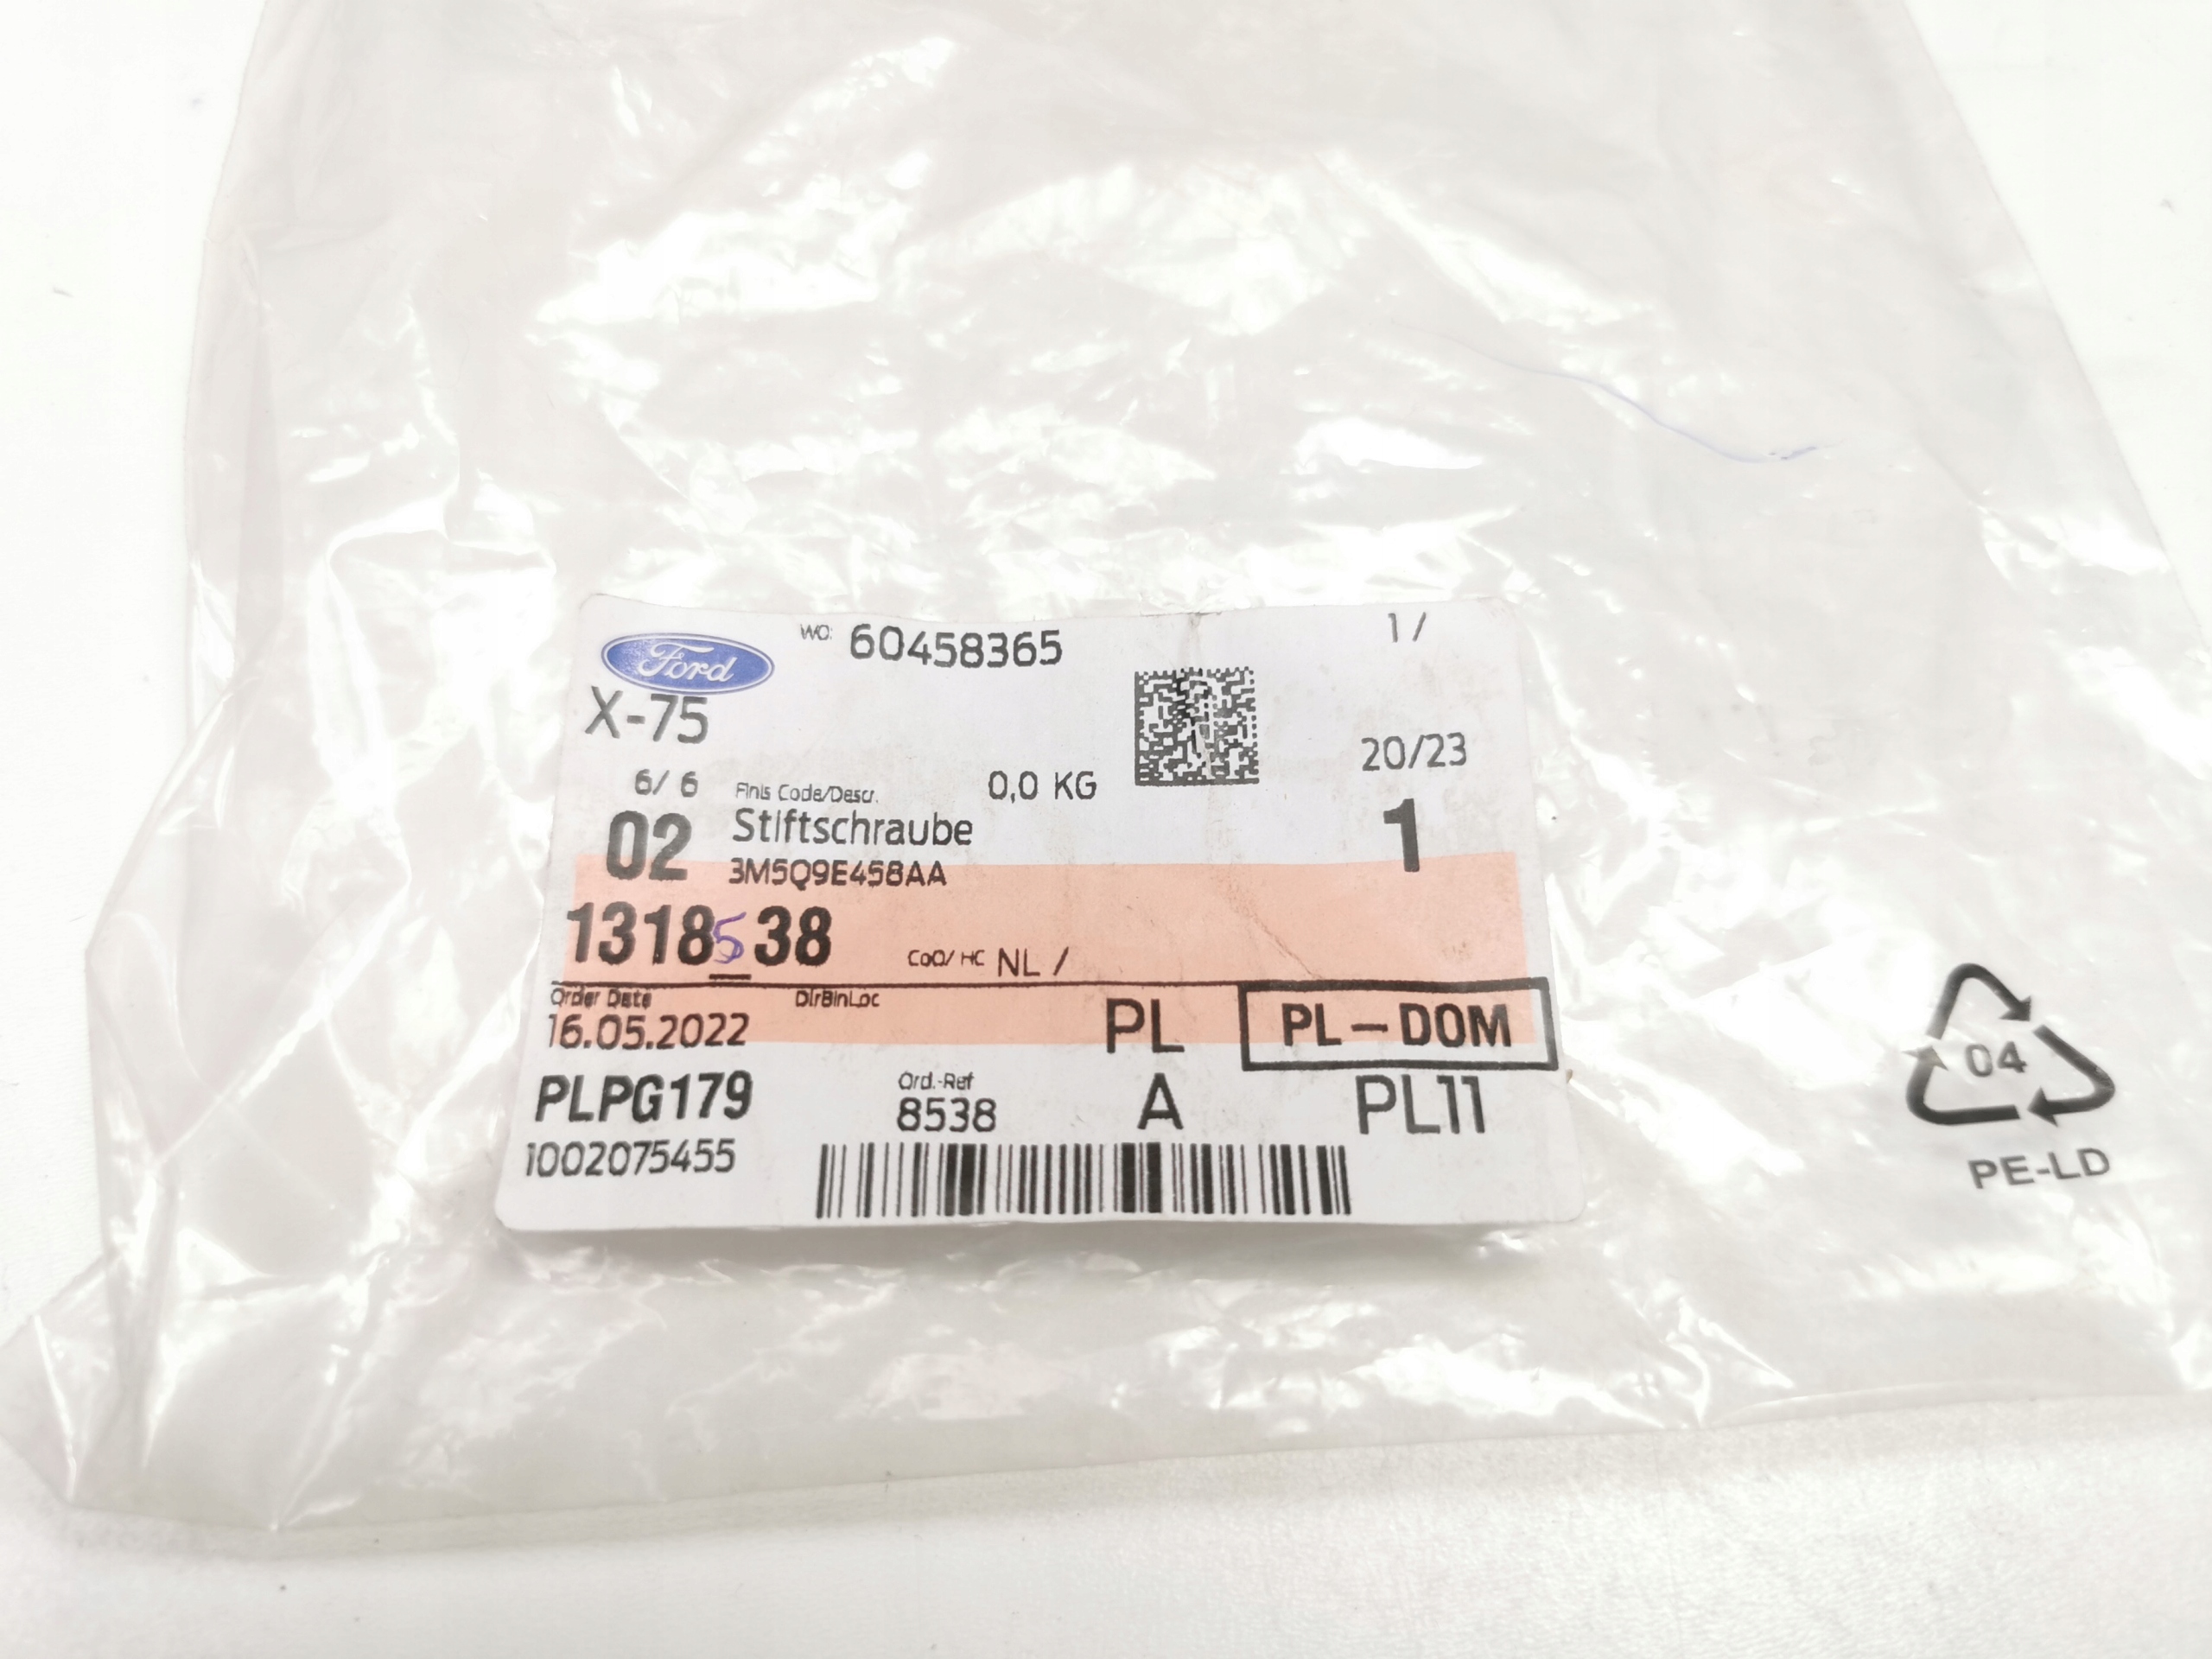 Ford
WO: 60458365
1 /
X-75
20/23
6/ 6 Finis Code/Descr. 0,0 KG
02 Stiftschraube 1
3M5Q9E458AA
1318538
CoO/ HC NL /
Order Date DirBinLoc
16.05.2022 PL PL-DOM
PLPG179 Ord.-Ref 8538 A PL11
1002075455
04
PE-LD